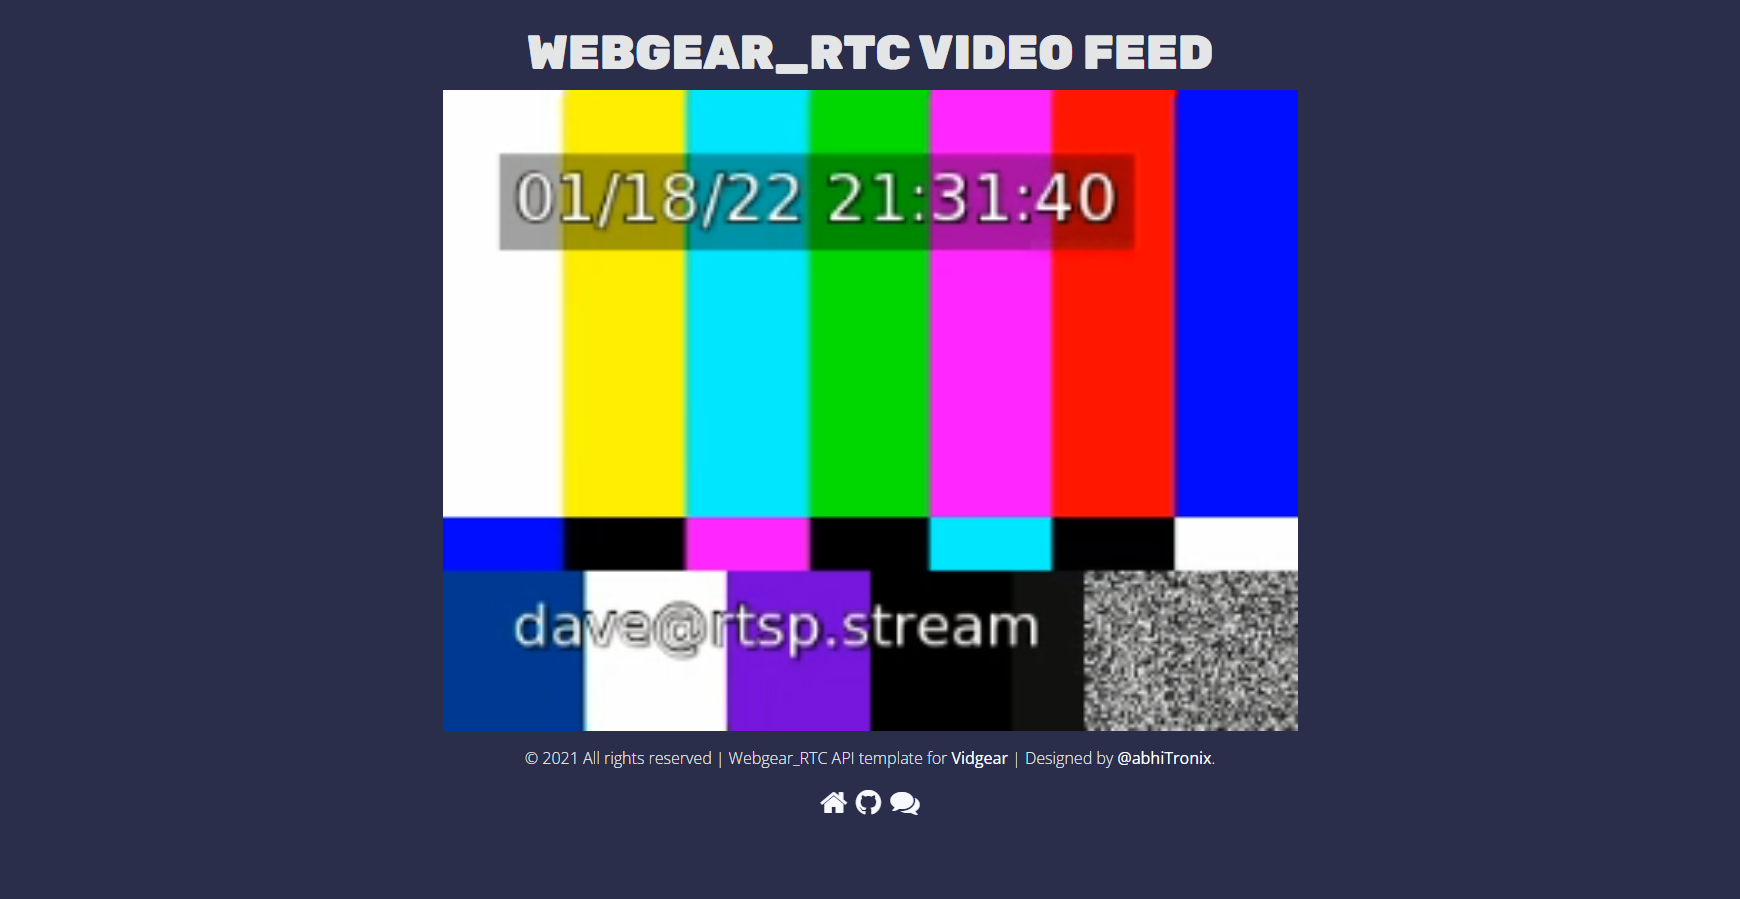 WEBGEAR_RTC VIDEO FEED
01/18/22 21:31:40
dave@rtsp.stream
© 2021 All rights reserved | Webgear_RTC API template for Vidgear | Designed by @abhiTronix.